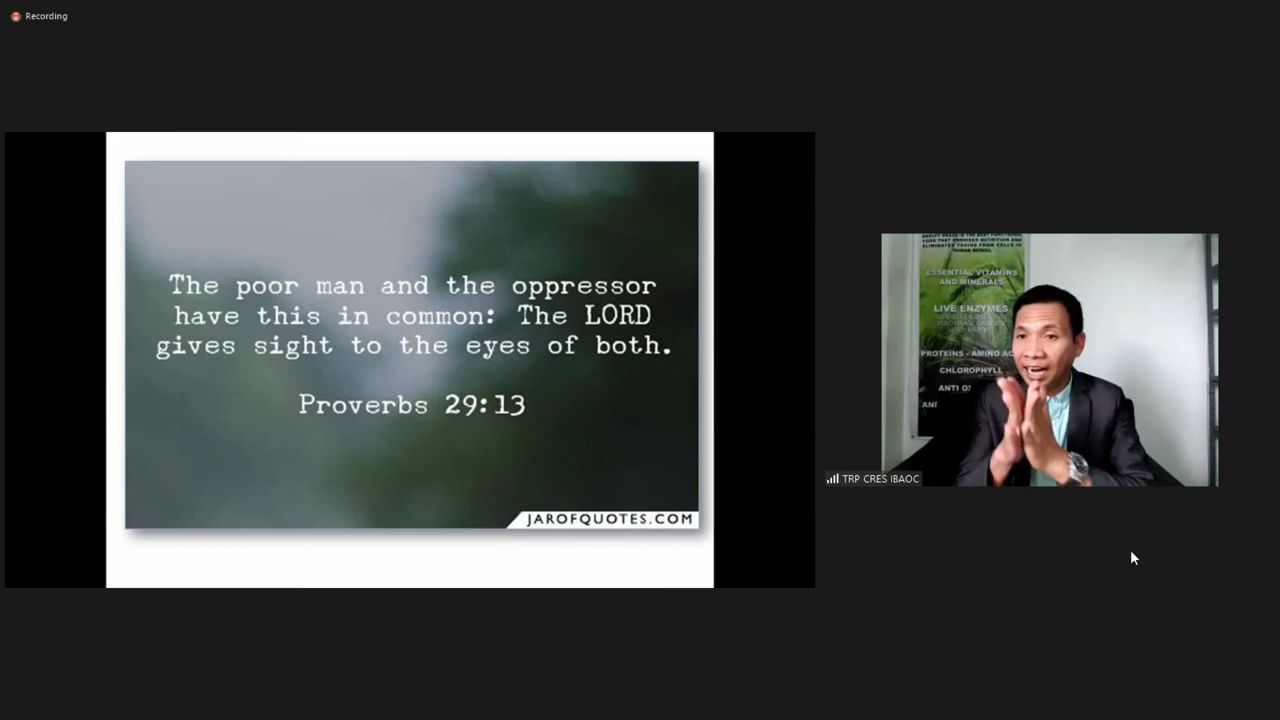 Recording
The poor man and the oppressor
have this in common: The LORD
gives sight to the eyes of both.
Proverbs 29:13
JAROFQUOTES.COM
ESSENTIAL VITAMINS
AND MINERALS
LIVE ENZYMES
PROTEINS - AMINO
CHLOROPHYLL
ANTI
TRP CRES IBAOC